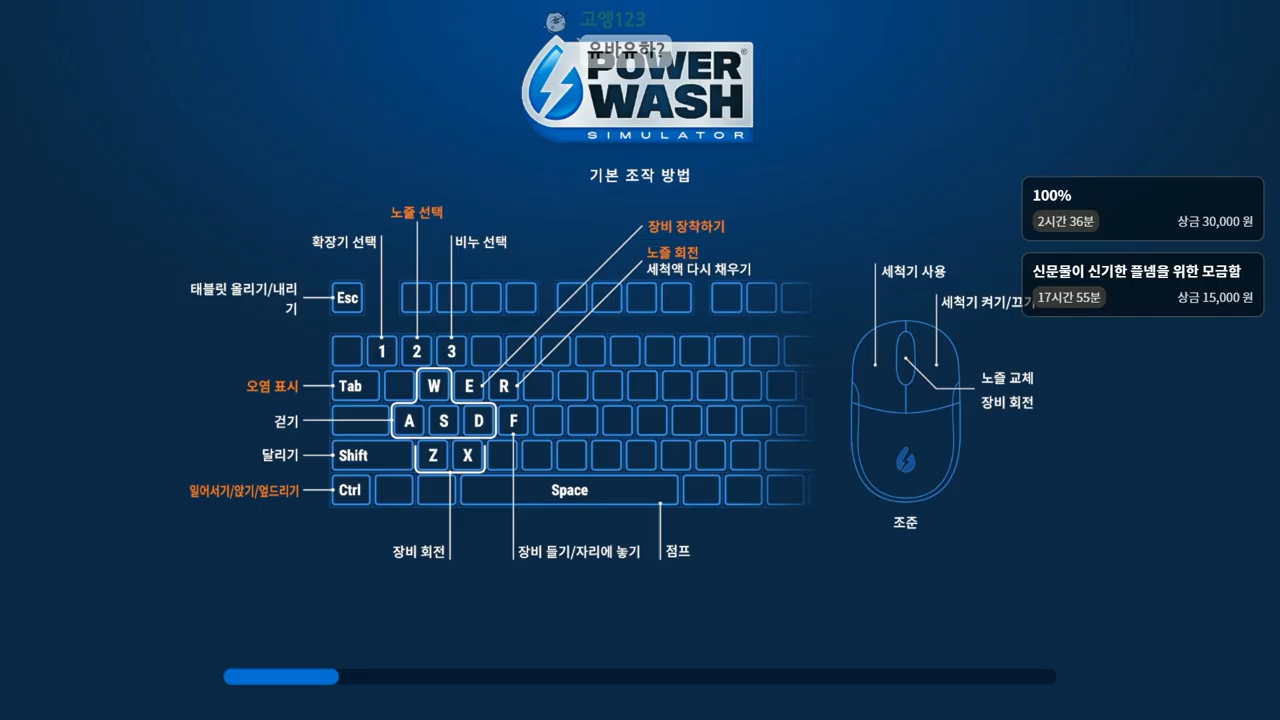 고엥123
유바유하?
POWER
WASH
SIMULATOR
기본 조작 방법
100%
2시간 36분
상금 30,000 원
신문물이 신기한 플넴을 위한 모금함
17시간 55분
상금 15,000 원
노즐 선택
확장기 선택
비누 선택
장비 장착하기
노즐 회전
세척액 다시 채우기
태블릿 올리기/내리
기
Esc
1
2
3
오염 표시
Tab
W
E
R
걷기
A
S
D
F
달리기
Shift
Z
X
일어서기/앉기/엎드리기
Ctrl
Space
장비 회전
장비 들기/자리에 놓기
점프
세척기 사용
세척기 켜기/끄기
노즐 교체
장비 회전
조준